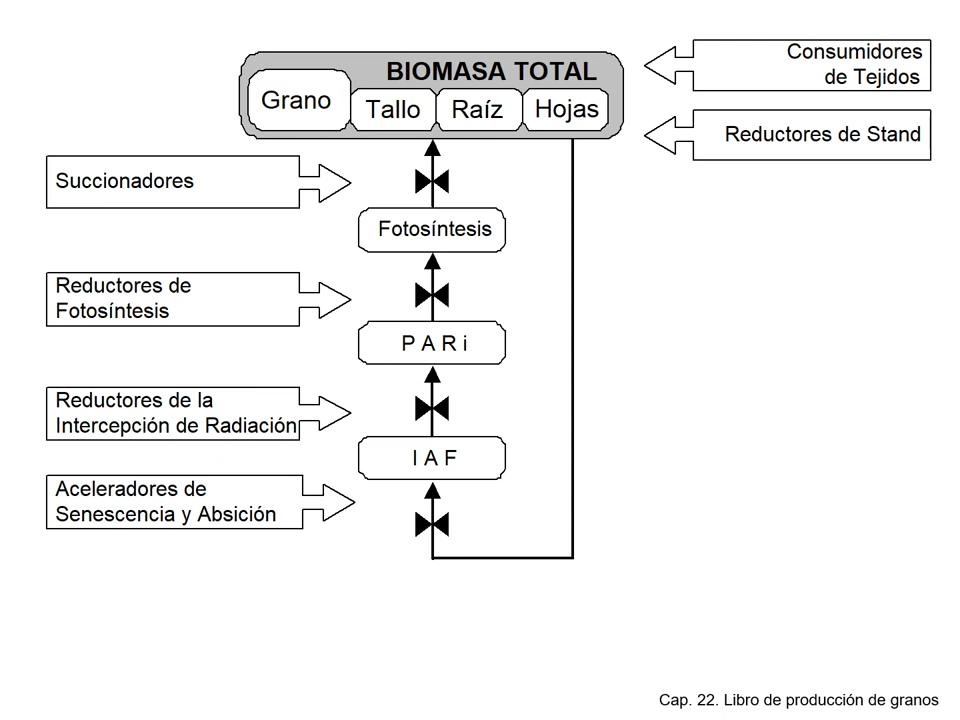 Consumidores
de Tejidos
BIOMASA TOTAL
Grano
Tallo
Raíz
Hojas
Reductores de Stand
Succionadores
Fotosíntesis
Reductores de
Fotosíntesis
P A R i
Reductores de la
Intercepción de Radiación
I A F
Aceleradores de
Senescencia y Absición
Cap. 22. Libro de producción de granos